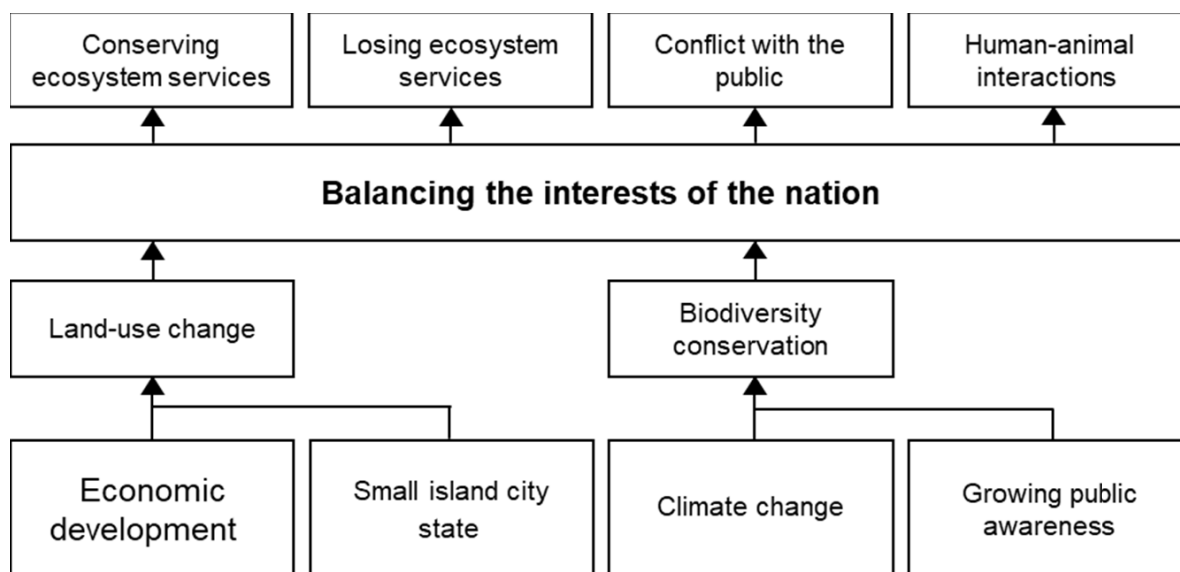 Conserving
ecosystem services
Losing ecosystem
services
Conflict with the
public
Human-animal
interactions
Balancing the interests of the nation
Land-use change
Biodiversity
conservation
Economic
development
Small island city
state
Climate change
Growing public
awareness